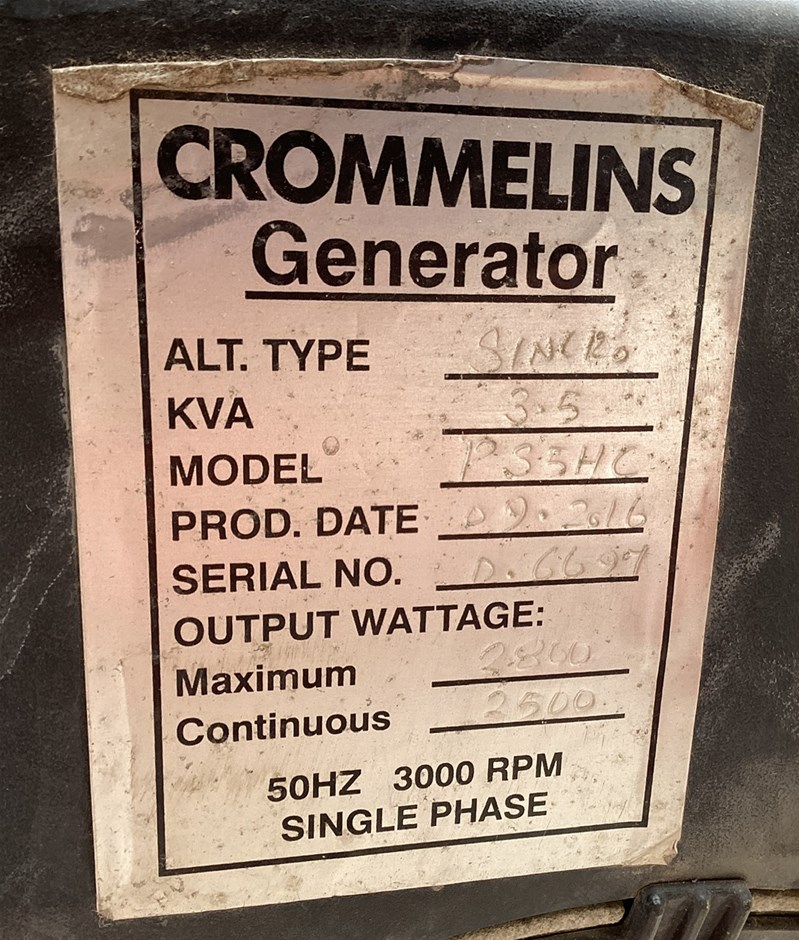 CROMMELINS
Generator
ALT. TYPE SINCRO
KVA 3.5
MODEL PS3HC
PROD. DATE 09.2016
SERIAL NO. D.6697
OUTPUT WATTAGE:
Maximum 2800
Continuous 2500
50HZ 3000 RPM
SINGLE PHASE